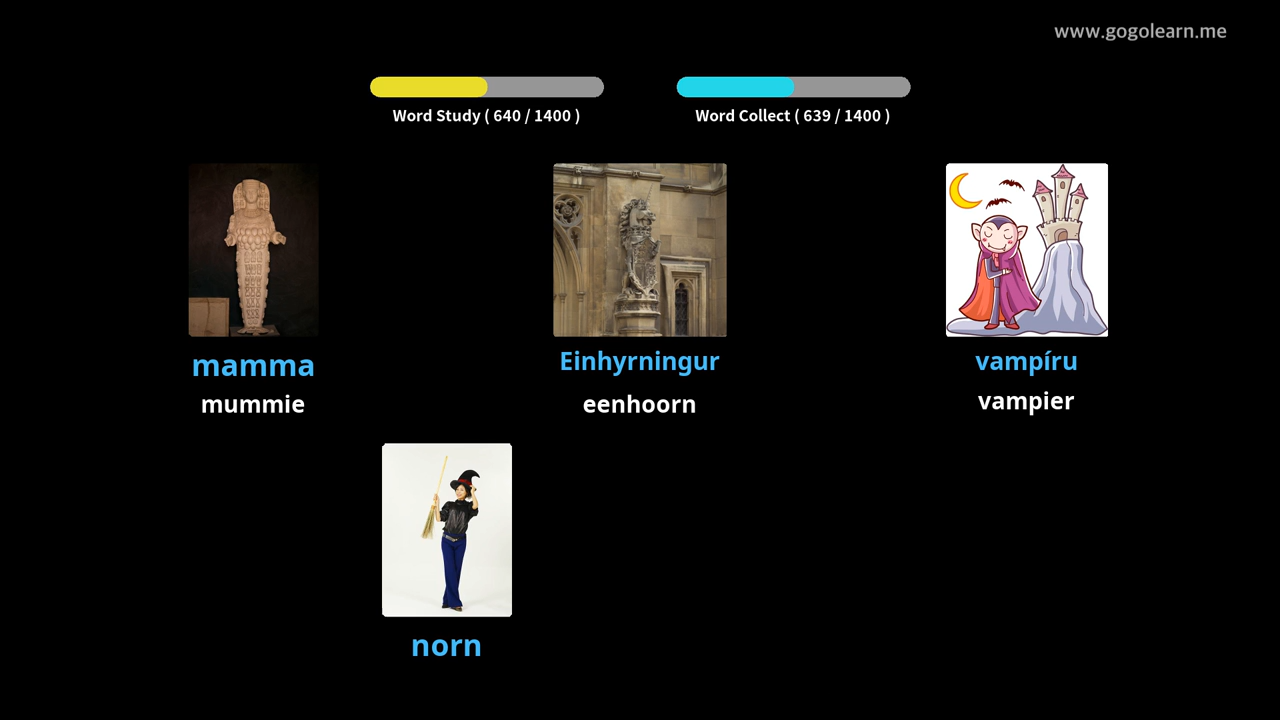 www.gogolearn.me
Word Study ( 640 / 1400 )
Word Collect ( 639 / 1400 )
mamma
mummie
Einhyrningur
eenhoorn
vampíru
vampier
norn